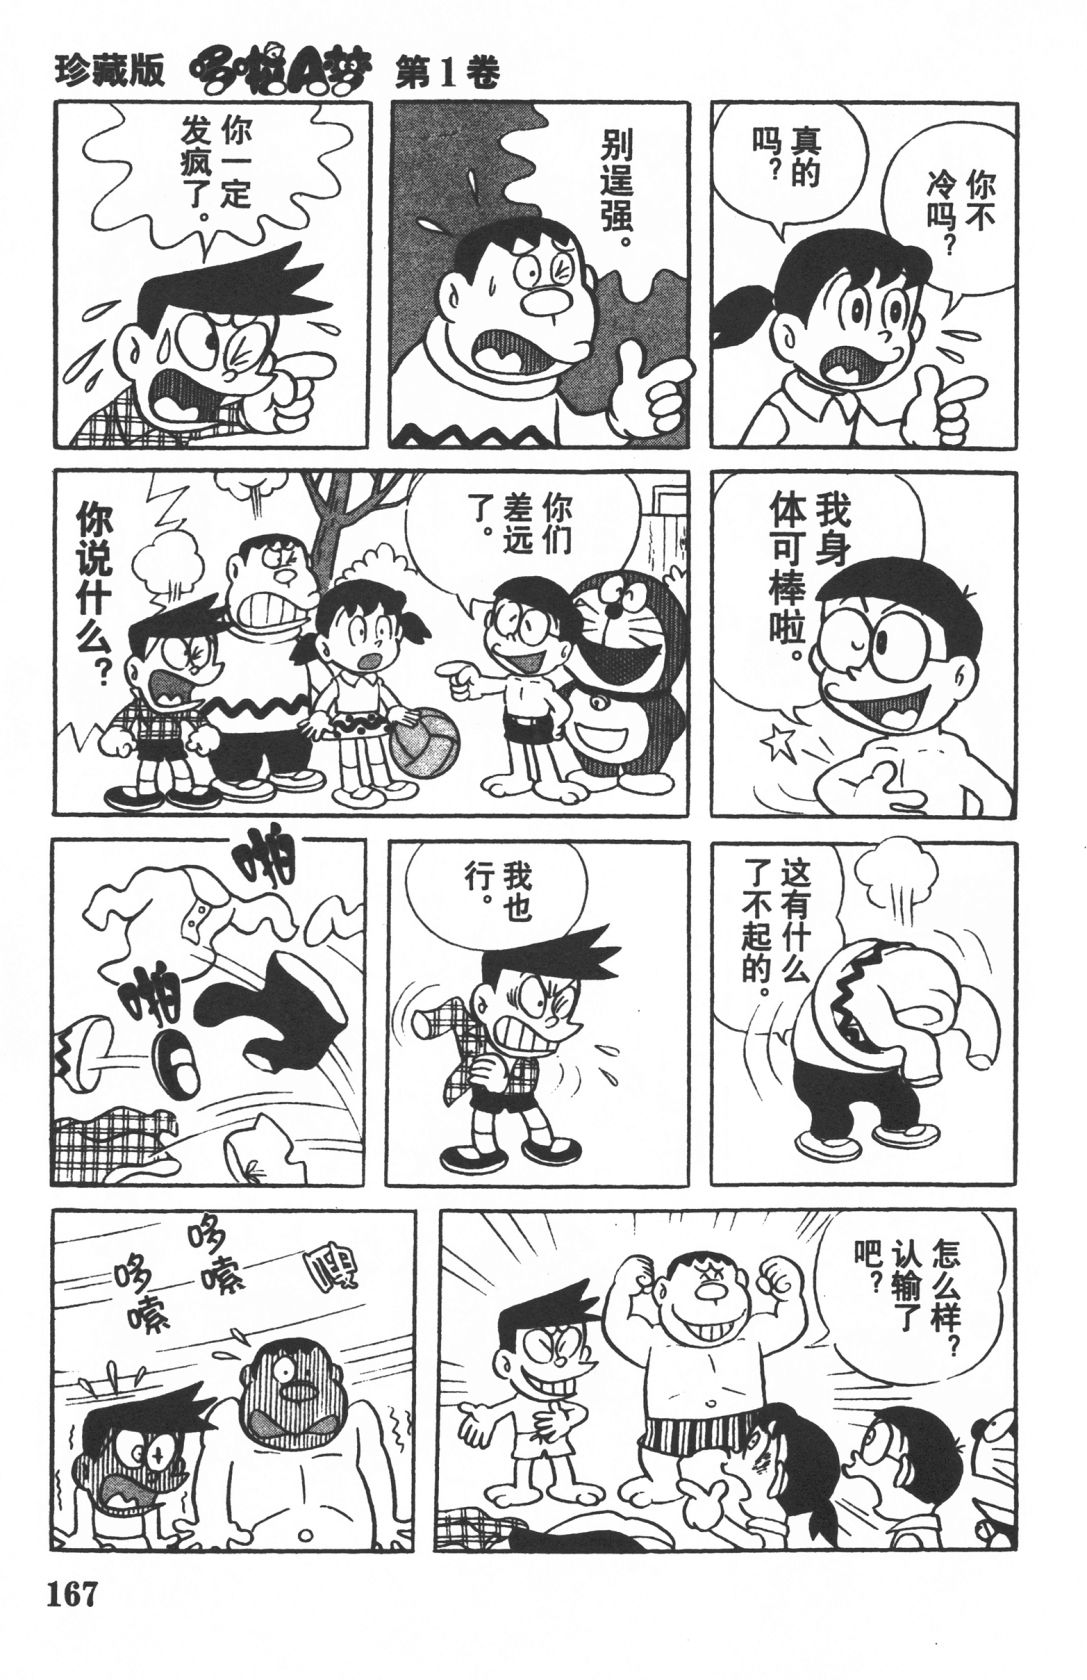 珍藏版 哆啦A梦 第1卷
你不
冷吗？
真的
吗？
别逞强。
你一定
发疯了。
我身
体可棒啦。
你们
差远
了。
你说什么？
这有什么
了不起的。
我也
行。
啪
啪
怎么样？
认输了
吧？
嗖
哆嗦
哆嗦
167